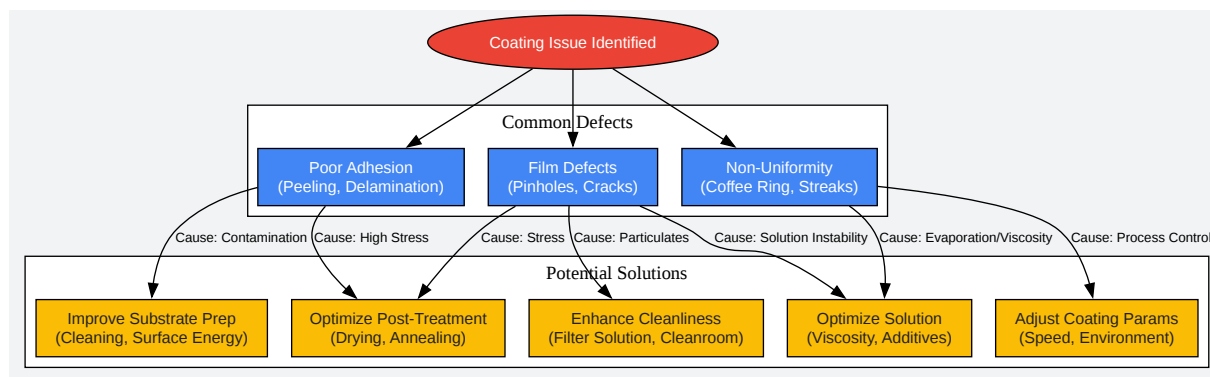 Coating Issue Identified
Common Defects
Poor Adhesion
(Peeling, Delamination)
Film Defects
(Pinholes, Cracks)
Non-Uniformity
(Coffee Ring, Streaks)
Cause: Contamination
Cause: High Stress
Cause: Stress
Cause: Particulates
Cause: Solution Instability
Cause: Evaporation/Viscosity
Cause: Process Control
Potential Solutions
Improve Substrate Prep
(Cleaning, Surface Energy)
Optimize Post-Treatment
(Drying, Annealing)
Enhance Cleanliness
(Filter Solution, Cleanroom)
Optimize Solution
(Viscosity, Additives)
Adjust Coating Params
(Speed, Environment)